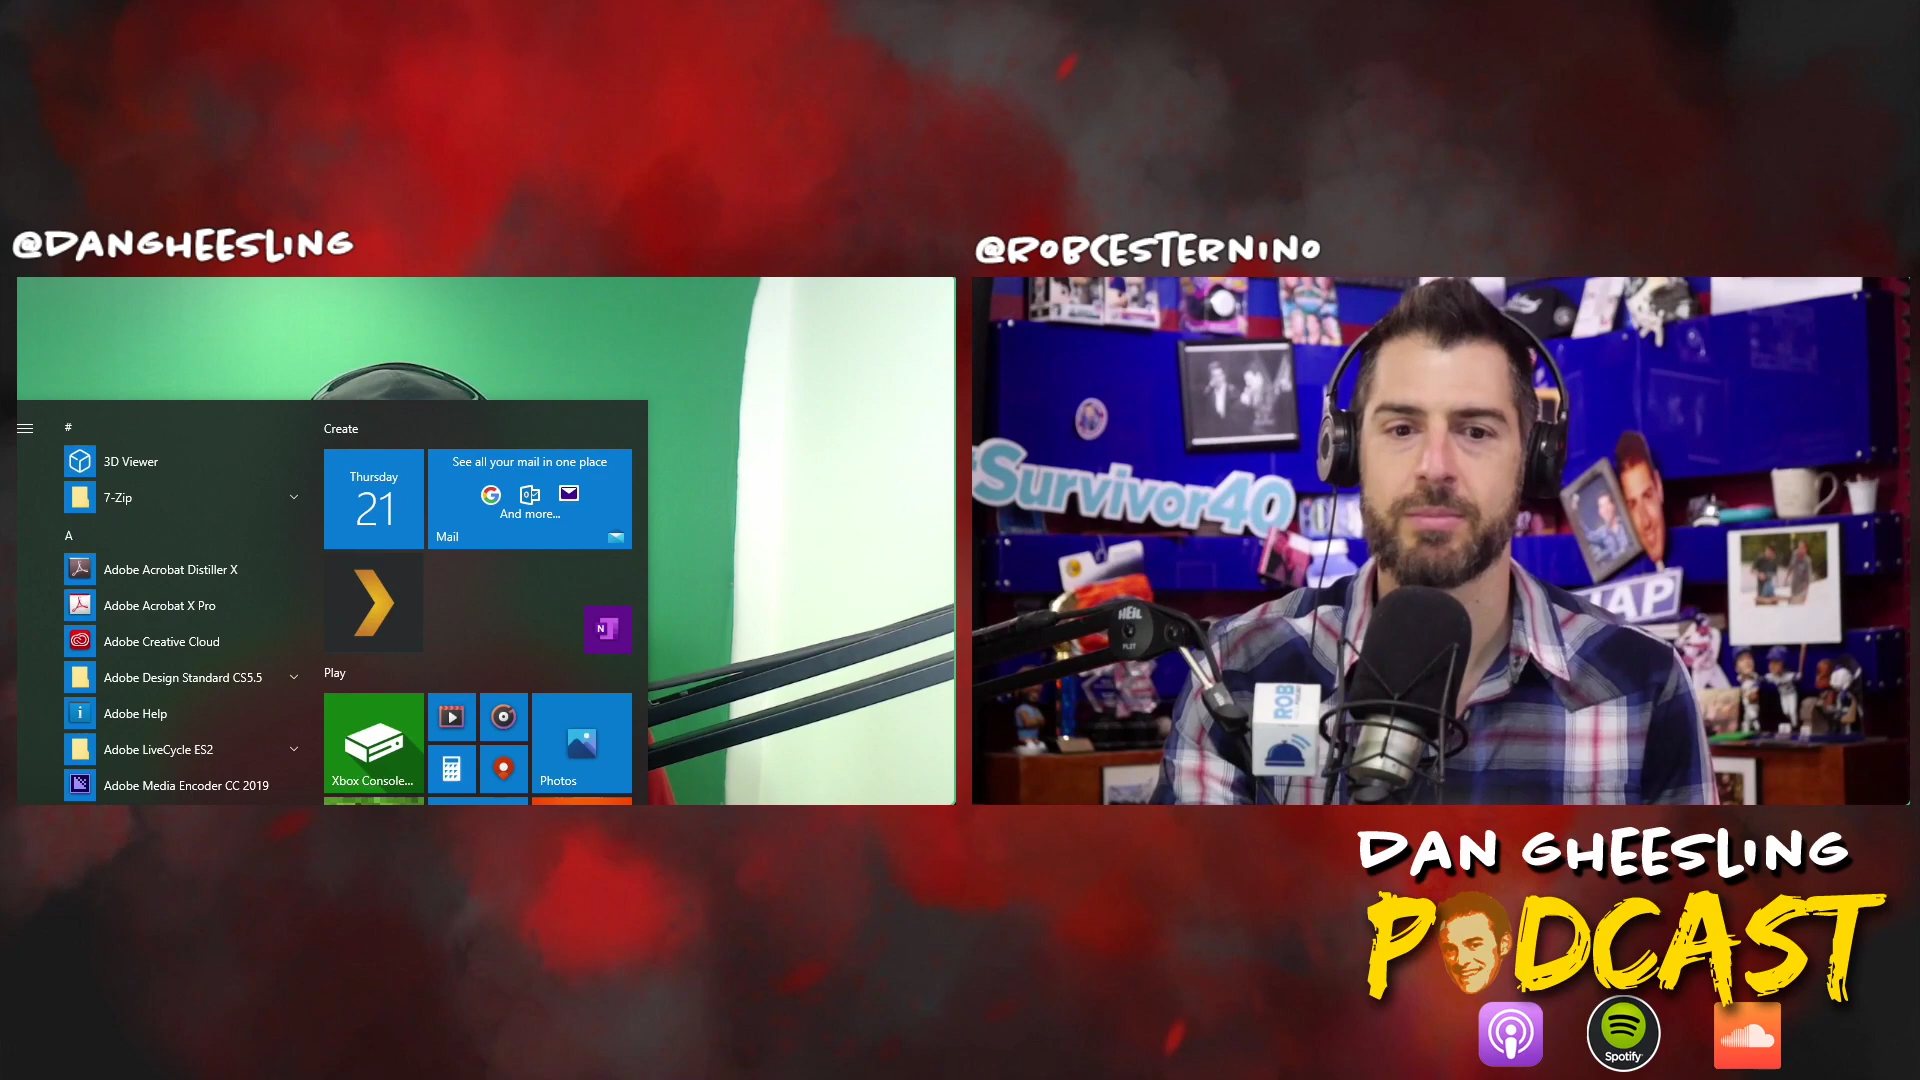 @DANGHEESLING
@ROBCESTERNINO
#
3D Viewer
7-Zip
A
Adobe Acrobat Distiller X
Adobe Acrobat X Pro
Adobe Creative Cloud
Adobe Design Standard CS5.5
Adobe Help
Adobe LiveCycle ES2
Adobe Media Encoder CC 2019
Create
Thursday
21
See all your mail in one place
And more...
Mail
N
Play
Xbox Console...
Photos
#Survivor40
HEIL
ROB
HAP
DAN GHEESLING
PODCAST
Spotify